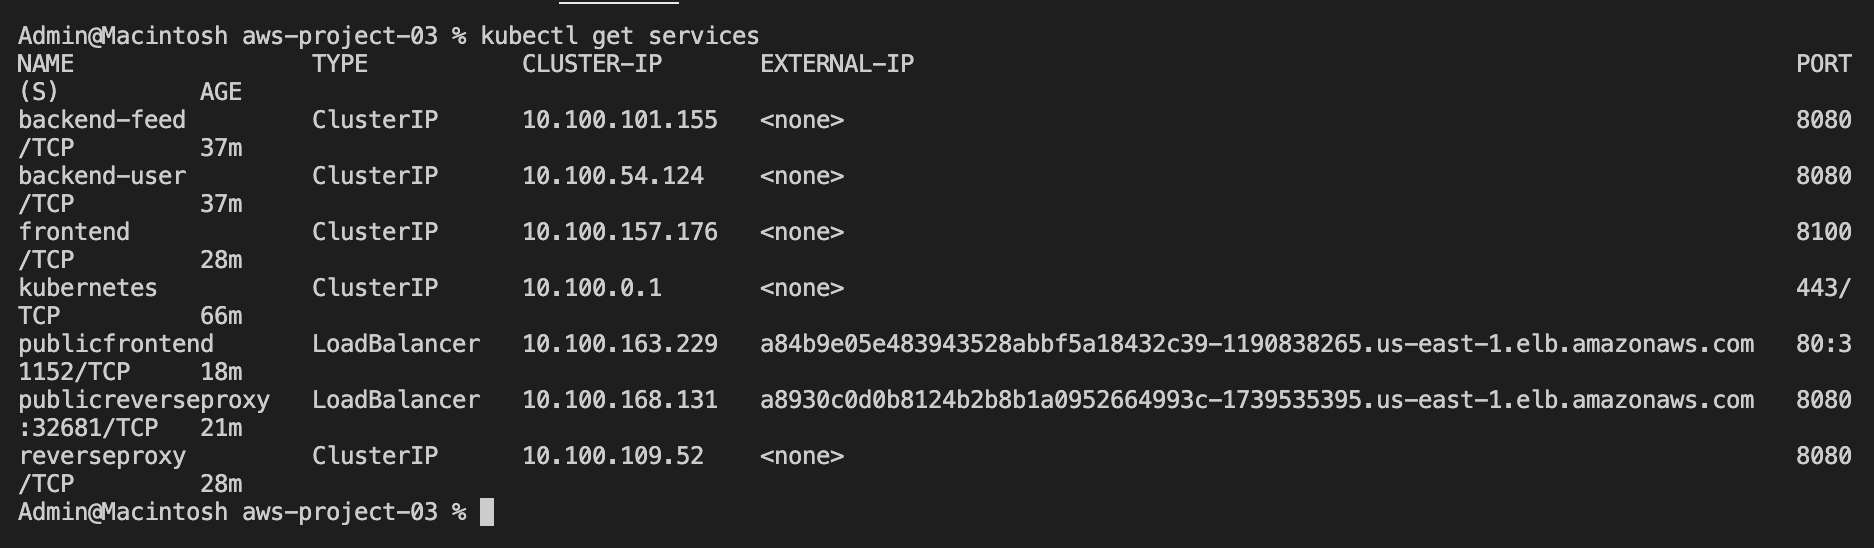 Admin@Macintosh aws-project-03 % kubectl get services
NAME TYPE CLUSTER-IP EXTERNAL-IP PORT
(S) AGE
backend-feed ClusterIP 10.100.101.155 <none> 8080
/TCP 37m
backend-user ClusterIP 10.100.54.124 <none> 8080
/TCP 37m
frontend ClusterIP 10.100.157.176 <none> 8100
/TCP 28m
kubernetes ClusterIP 10.100.0.1 <none> 443/
TCP 66m
publicfrontend LoadBalancer 10.100.163.229 a84b9e05e483943528abbf5a18432c39-1190838265.us-east-1.elb.amazonaws.com 80:3
1152/TCP 18m
publicreverseproxy LoadBalancer 10.100.168.131 a8930c0d0b8124b2b8b1a0952664993c-1739535395.us-east-1.elb.amazonaws.com 8080
:32681/TCP 21m
reverseproxy ClusterIP 10.100.109.52 <none> 8080
/TCP 28m
Admin@Macintosh aws-project-03 %